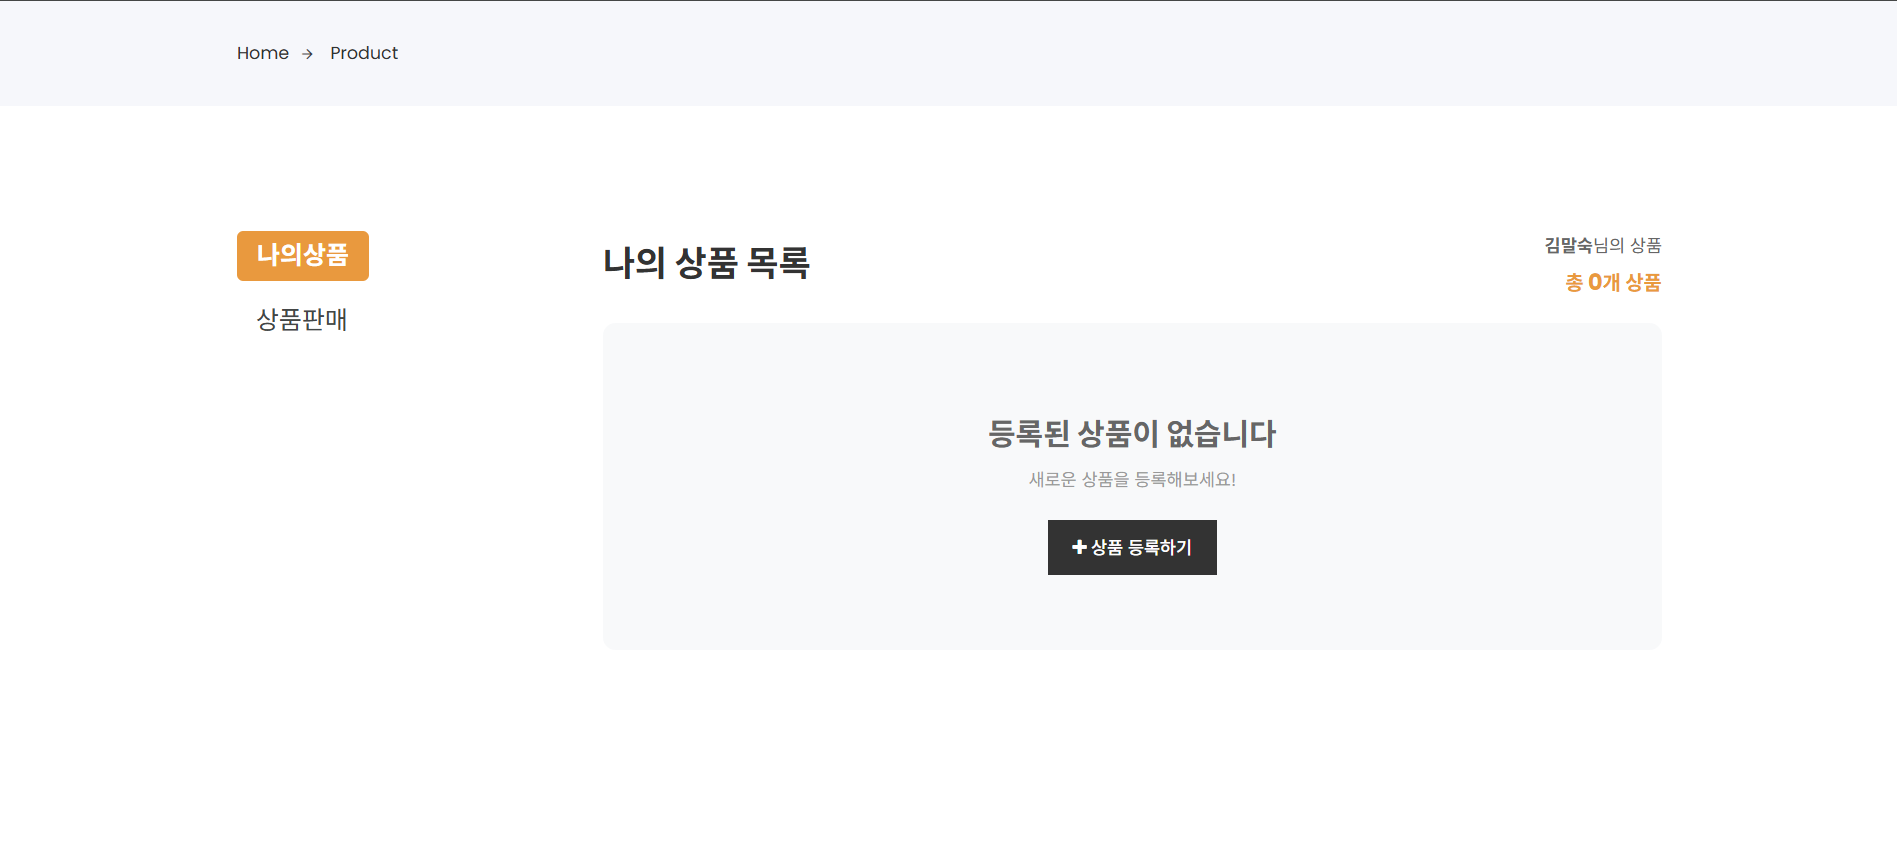 Home → Product
나의상품
상품판매
나의 상품 목록
김말숙님의 상품
총 0개 상품
등록된 상품이 없습니다
새로운 상품을 등록해보세요!
+ 상품 등록하기